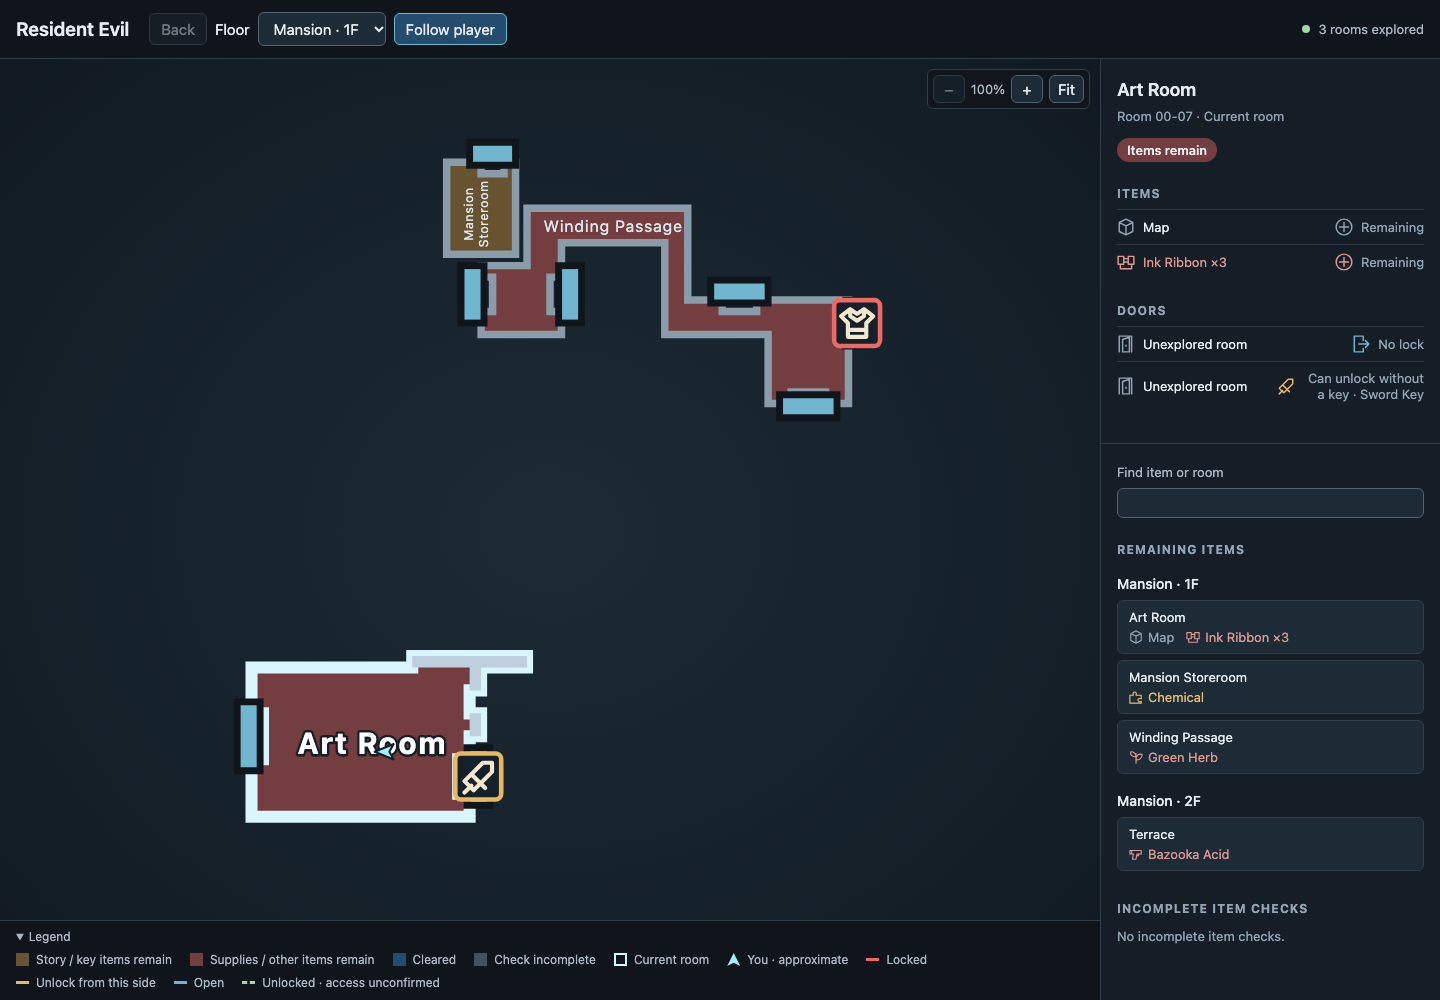 Resident Evil
Back
Floor
Mansion · 1F
Follow player
3 rooms explored
−
100%
+
Fit
Mansion
Storeroom
Winding Passage
Art Room
Legend
Story / key items remain
Supplies / other items remain
Cleared
Check incomplete
Current room
You · approximate
Locked
Unlock from this side
Open
Unlocked · access unconfirmed
Art Room
Room 00-07 · Current room
Items remain
ITEMS
Map
Remaining
Ink Ribbon ×3
Remaining
DOORS
Unexplored room
No lock
Unexplored room
Can unlock without
a key · Sword Key
Find item or room
REMAINING ITEMS
Mansion · 1F
Art Room
Map Ink Ribbon ×3
Mansion Storeroom
Chemical
Winding Passage
Green Herb
Mansion · 2F
Terrace
Bazooka Acid
INCOMPLETE ITEM CHECKS
No incomplete item checks.